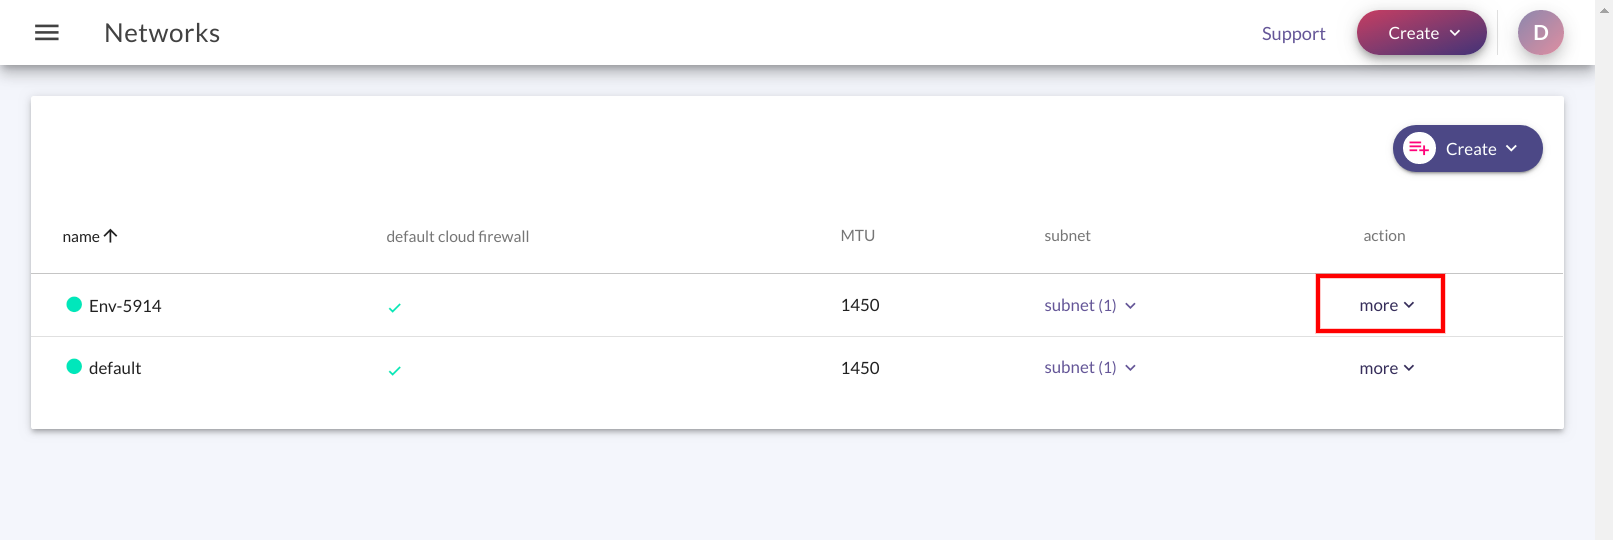 Networks
Support
Create
D
Create
name default cloud firewall MTU subnet action
Env-5914 1450 subnet (1) more
default 1450 subnet (1) more